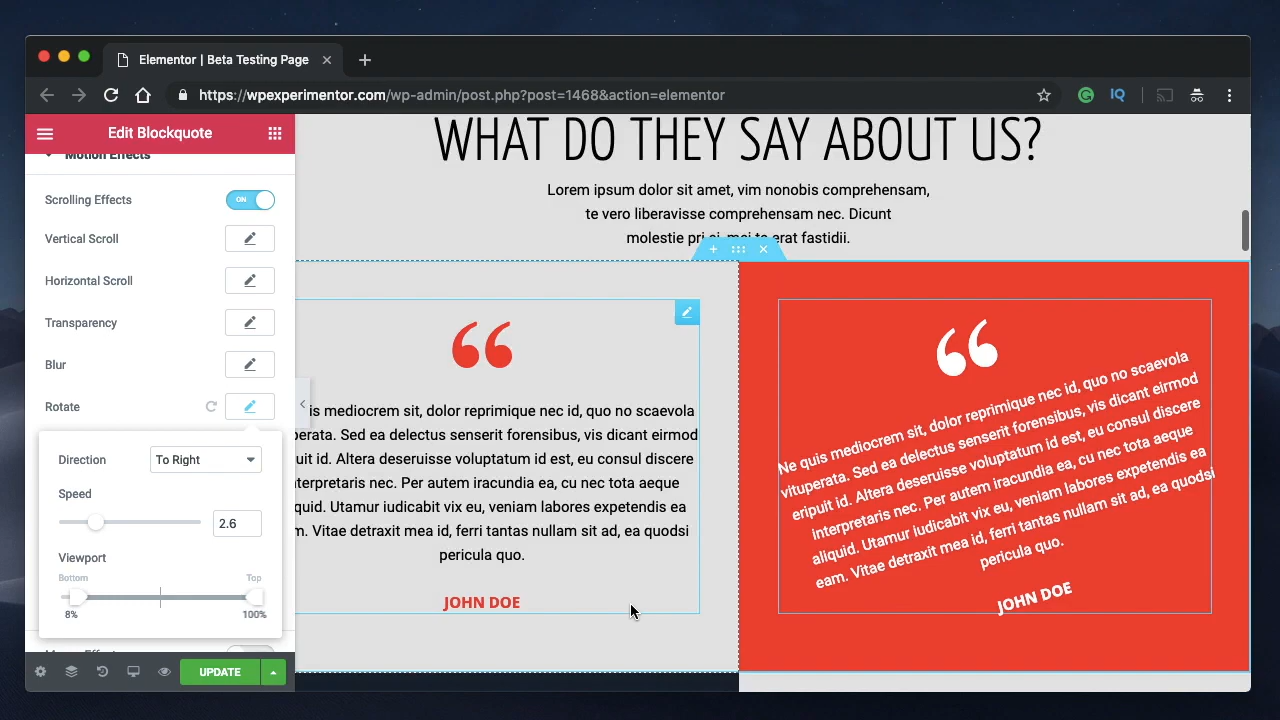 Elementor | Beta Testing Page
https://wpexperimentor.com/wp-admin/post.php?post=1468&action=elementor
IQ
Edit Blockquote
Motion Effects
Scrolling Effects
ON
Vertical Scroll
Horizontal Scroll
Transparency
Blur
Rotate
Direction
To Right
Speed
2.6
Viewport
Bottom
Top
8%
100%
UPDATE
WHAT DO THEY SAY ABOUT US?
Lorem ipsum dolor sit amet, vim nonobis comprehensam,
te vero liberavisse comprehensam nec. Dicunt
molestie pri ei, mei te erat fastidii.
“
is mediocrem sit, dolor reprimique nec id, quo no scaevola
perata. Sed ea delectus senserit forensibus, vis dicant eirmod
uit id. Altera deseruisse voluptatum id est, eu consul discere
terpretaris nec. Per autem iracundia ea, cu nec tota aeque
quid. Utamur iudicabit vix eu, veniam labores expetendis ea
m. Vitae detraxit mea id, ferri tantas nullam sit ad, ea quodsi
pericula quo.
JOHN DOE
“
Ne quis mediocrem sit, dolor reprimique nec id, quo no scaevola
vituperata. Sed ea delectus senserit forensibus, vis dicant eirmod
eripuit id. Altera deseruisse voluptatum id est, eu consul discere
interpretaris nec. Per autem iracundia ea, cu nec tota aeque
aliquid. Utamur iudicabit vix eu, veniam labores expetendis ea
eam. Vitae detraxit mea id, ferri tantas nullam sit ad, ea quodsi
pericula quo.
JOHN DOE